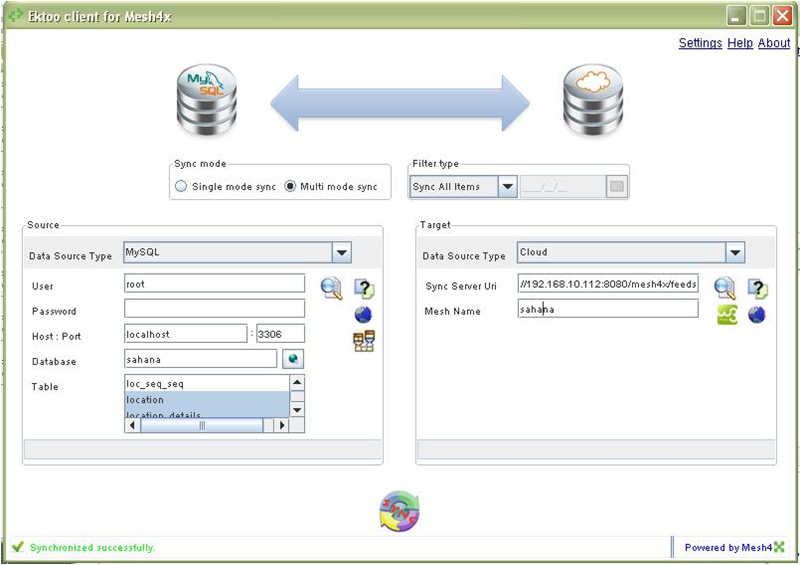 Ektoo client for Mesh4x
Settings Help About
My
SQL
Sync mode
Single mode sync Multi mode sync
Filter type
Sync All Items __/__/__
Source
Data Source Type MySQL
User root
Password
Host : Port localhost : 3306
Database sahana
Table loc_seq_seq
location
location_details
Target
Data Source Type Cloud
Sync Server Uri //192.168.10.112:8080/mesh4x/feeds
Mesh Name sahana
SYNC
Synchronized successfully.
Powered by Mesh4X